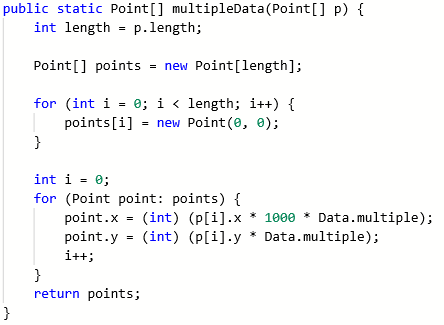 public static Point[] multipleData(Point[] p) {
    int length = p.length;

    Point[] points = new Point[length];

    for (int i = 0; i < length; i++) {
        points[i] = new Point(0, 0);
    }

    int i = 0;
    for (Point point: points) {
        point.x = (int) (p[i].x * 1000 * Data.multiple);
        point.y = (int) (p[i].y * Data.multiple);
        i++;
    }
    return points;
}